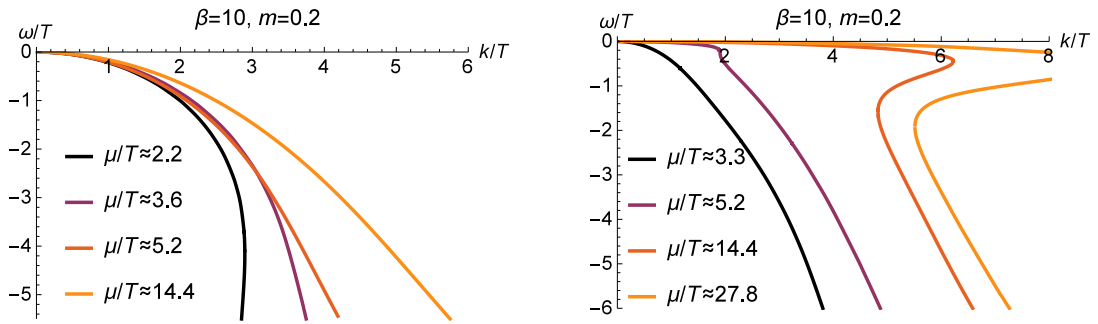 β=10, m=0.2
ω/T
k/T
0 1 2 3 4 5 6
-1
-2
-3
-4
-5
μ/T≈2.2
μ/T≈3.6
μ/T≈5.2
μ/T≈14.4
β=10, m=0.2
ω/T
k/T
0 2 4 6 8
0
-1
-2
-3
-4
-5
-6
μ/T≈3.3
μ/T≈5.2
μ/T≈14.4
μ/T≈27.8